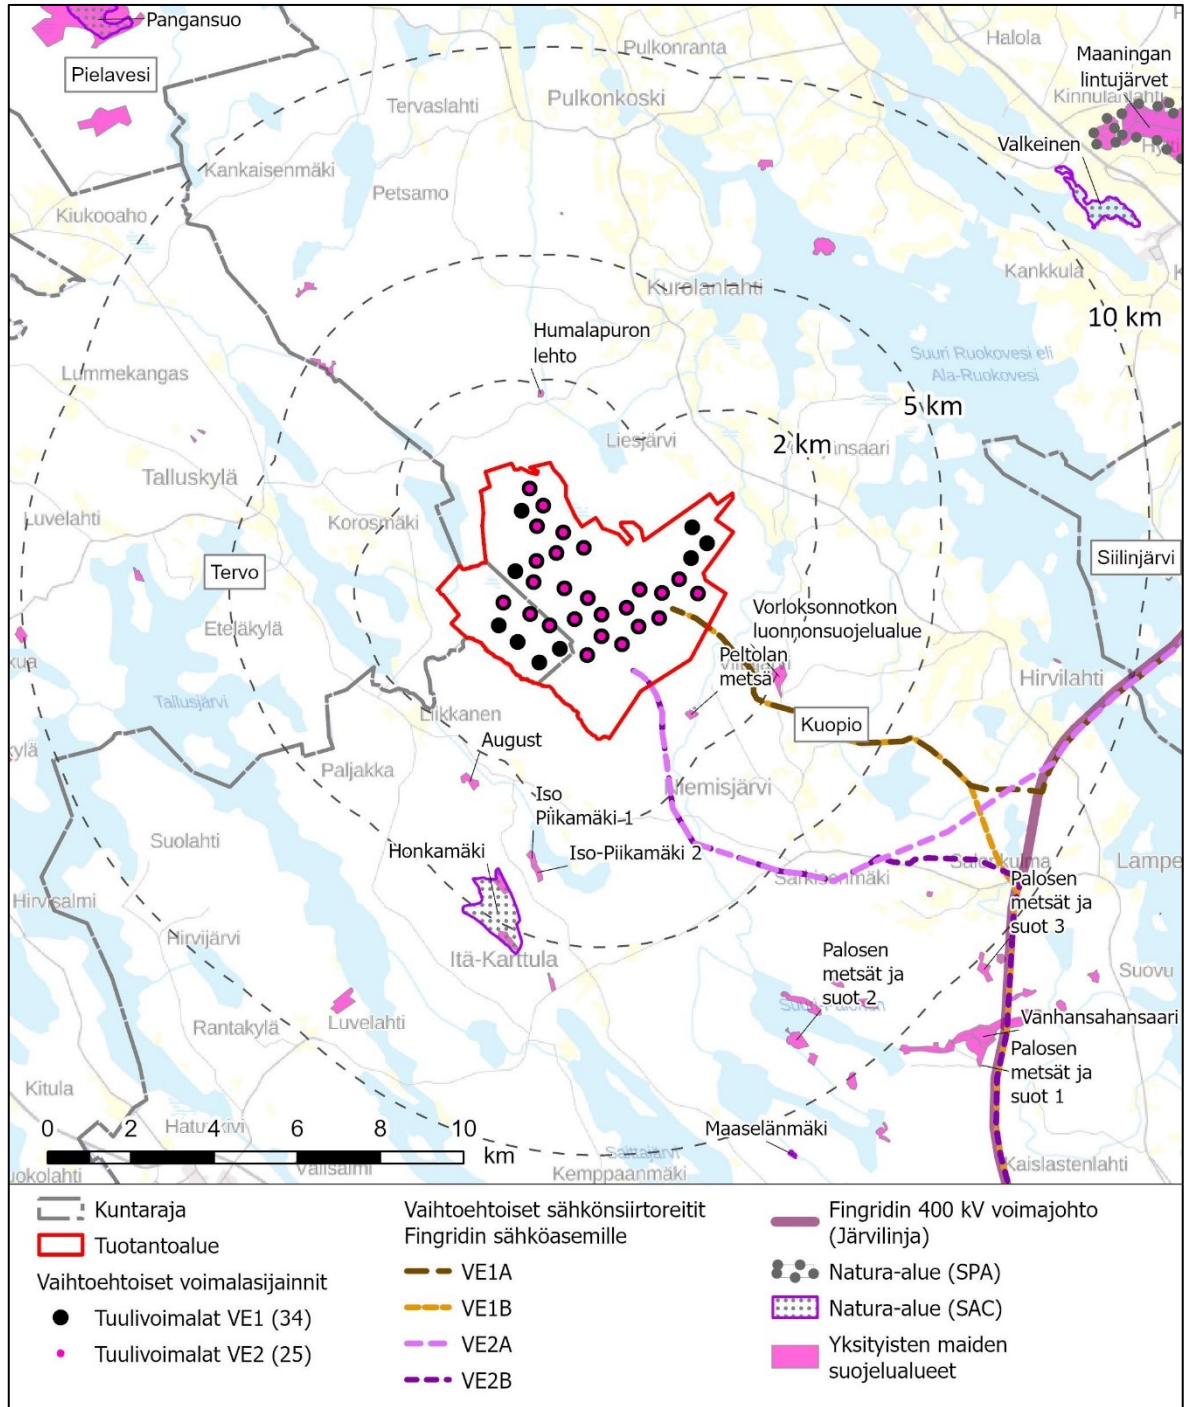 Pangansuo
Pielavesi
Pulkonranta
Halola
Maaningan
lintujärvet
Tervaslahti
Pulkonkoski
Kinnulanlahti
Valkeinen
Kankaisenmäki
Petsamo
Kiukooaho
Kankkula
Kurolanlahti
10 km
Humalapuron
lehto
Suuri Ruokovesi eli
Ala-Ruokovesi
Lummekangas
5 km
Liesjärvi
2 km
Talluskylä
Luvelahti
Korosmäki
Siilinjärvi
Tervo
Eteläkylä
Vorloksonnotkon
luonnonsuojelualue
Peltolan
metsä
Hirvilahti
Tallusjärvi
Liikkanen
Kuopio
August
Paljakka
Niemisjärvi
Iso
Piikamäki 1
Suolahti
Honkamäki
Iso-Piikamäki 2
Salonkulma
Särkisenmäki
Palosen
metsät ja
suot 3
Hirvisalmi
Hirvijärvi
Itä-Karttula
Palosen
metsät ja
suot 2
Suovu
Rantakylä
Luvelahti
Vanhansahansaari
Palosen
metsät ja
suot 1
Kitula
Maaselänmäki
0 2 4 6 8 10
km
Kemppaanmäki
Kaislastenlahti
Kuntaraja
Tuotantoalue
Vaihtoehtoiset voimalasijainnit
Tuulivoimalat VE1 (34)
Tuulivoimalat VE2 (25)
Vaihtoehtoiset sähkönsiirtoreitit
Fingridin sähköasemille
VE1A
VE1B
VE2A
VE2B
Fingridin 400 kV voimajohto
(Järvilinja)
Natura-alue (SPA)
Natura-alue (SAC)
Yksityisten maiden
suojelualueet